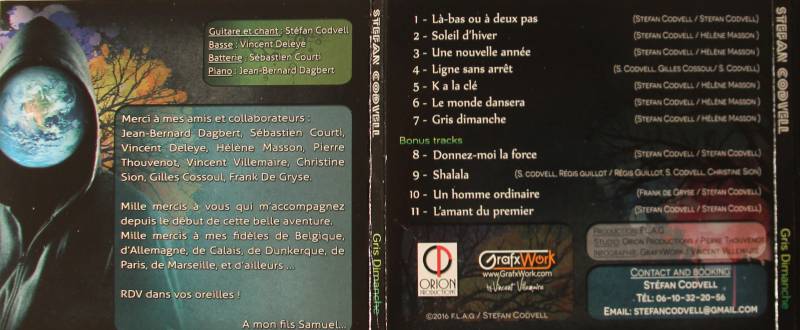 Guitare et chant : Stéfan Codvell
Basse : Vincent Deleye
Batterie : Sébastien Courti
Piano : Jean-Bernard Dagbert
Merci à mes amis et collaborateurs :
Jean-Bernard Dagbert, Sébastien Courti,
Vincent Deleye, Hélène Masson, Pierre
Thouvenot, Vincent Villemaire, Christine
Sion, Gilles Cossoul, Frank De Gryse.
Mille mercis à vous qui m'accompagnez
depuis le début de cette belle aventure.
Mille mercis à mes fidèles de Belgique,
d'Allemagne, de Calais, de Dunkerque, de
Paris, de Marseille, et d'ailleurs ...
RDV dans vos oreilles !
A mon fils Samuel...
STEFAN CODVELL
Gris Dimanche
1 - Là-bas ou à deux pas (STEFAN CODVELL / STEFAN CODVELL)
2 - Soleil d'hiver (STEFAN CODVELL / HÉLÈNE MASSON )
3 - Une nouvelle année (STEFAN CODVELL / HÉLÈNE MASSON )
4 - Ligne sans arrêt (S. CODVELL, GILLES COSSOUL/ S. CODVELL)
5 - K a la clé (STEFAN CODVELL / HÉLÈNE MASSON )
6 - Le monde dansera (STEFAN CODVELL / HÉLÈNE MASSON )
7 - Gris dimanche (STEFAN CODVELL / HÉLÈNE MASSON )
Bonus tracks
8 - Donnez-moi la force (STEFAN CODVELL / STEFAN CODVELL)
9 - Shalala (S. CODVELL, RÉGIS GUILLOT / RÉGIS GUILLOT, S. CODVELL, CHRISTINE SION)
10 - Un homme ordinaire (FRANK DE GRYSE / STEFAN CODVELL)
11 - L'amant du premier (STEFAN CODVELL / STEFAN CODVELL)
PRODUCTION: F.L.A.G
STUDIO: ORION PRODUCTIONS / PIERRE THOUVENOT
INFOGRAPHIE: GRAFXWORK / VINCENT VILLEMAIRE
ORION
PRODUCTIONS
GrafxWork
www.GrafxWork.com
by Vincent Villemaire
CONTACT AND BOOKING:
STÉFAN CODVELL
TÉL: 06-10-32-20-56
EMAIL: STEFANCODVELL@GMAIL.COM
©2016 F.L.A.G / STEFAN CODVELL
STEFAN CODVELL
Gris Dimanche